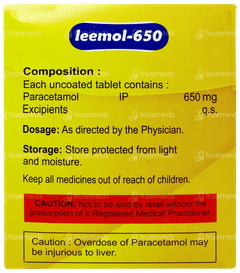 leemol-650
Composition :
Each uncoated tablet contains :
Paracetamol IP 650 mg
Excipients q.s.
Dosage: As directed by the Physician.
Storage: Store protected from light
and moisture.
Keep all medicines out of reach of children.
CAUTION: Not to be sold by retail without the
prescription of a Registered Medical Practitioner.
Caution : Overdose of Paracetamol may
be injurious to liver.